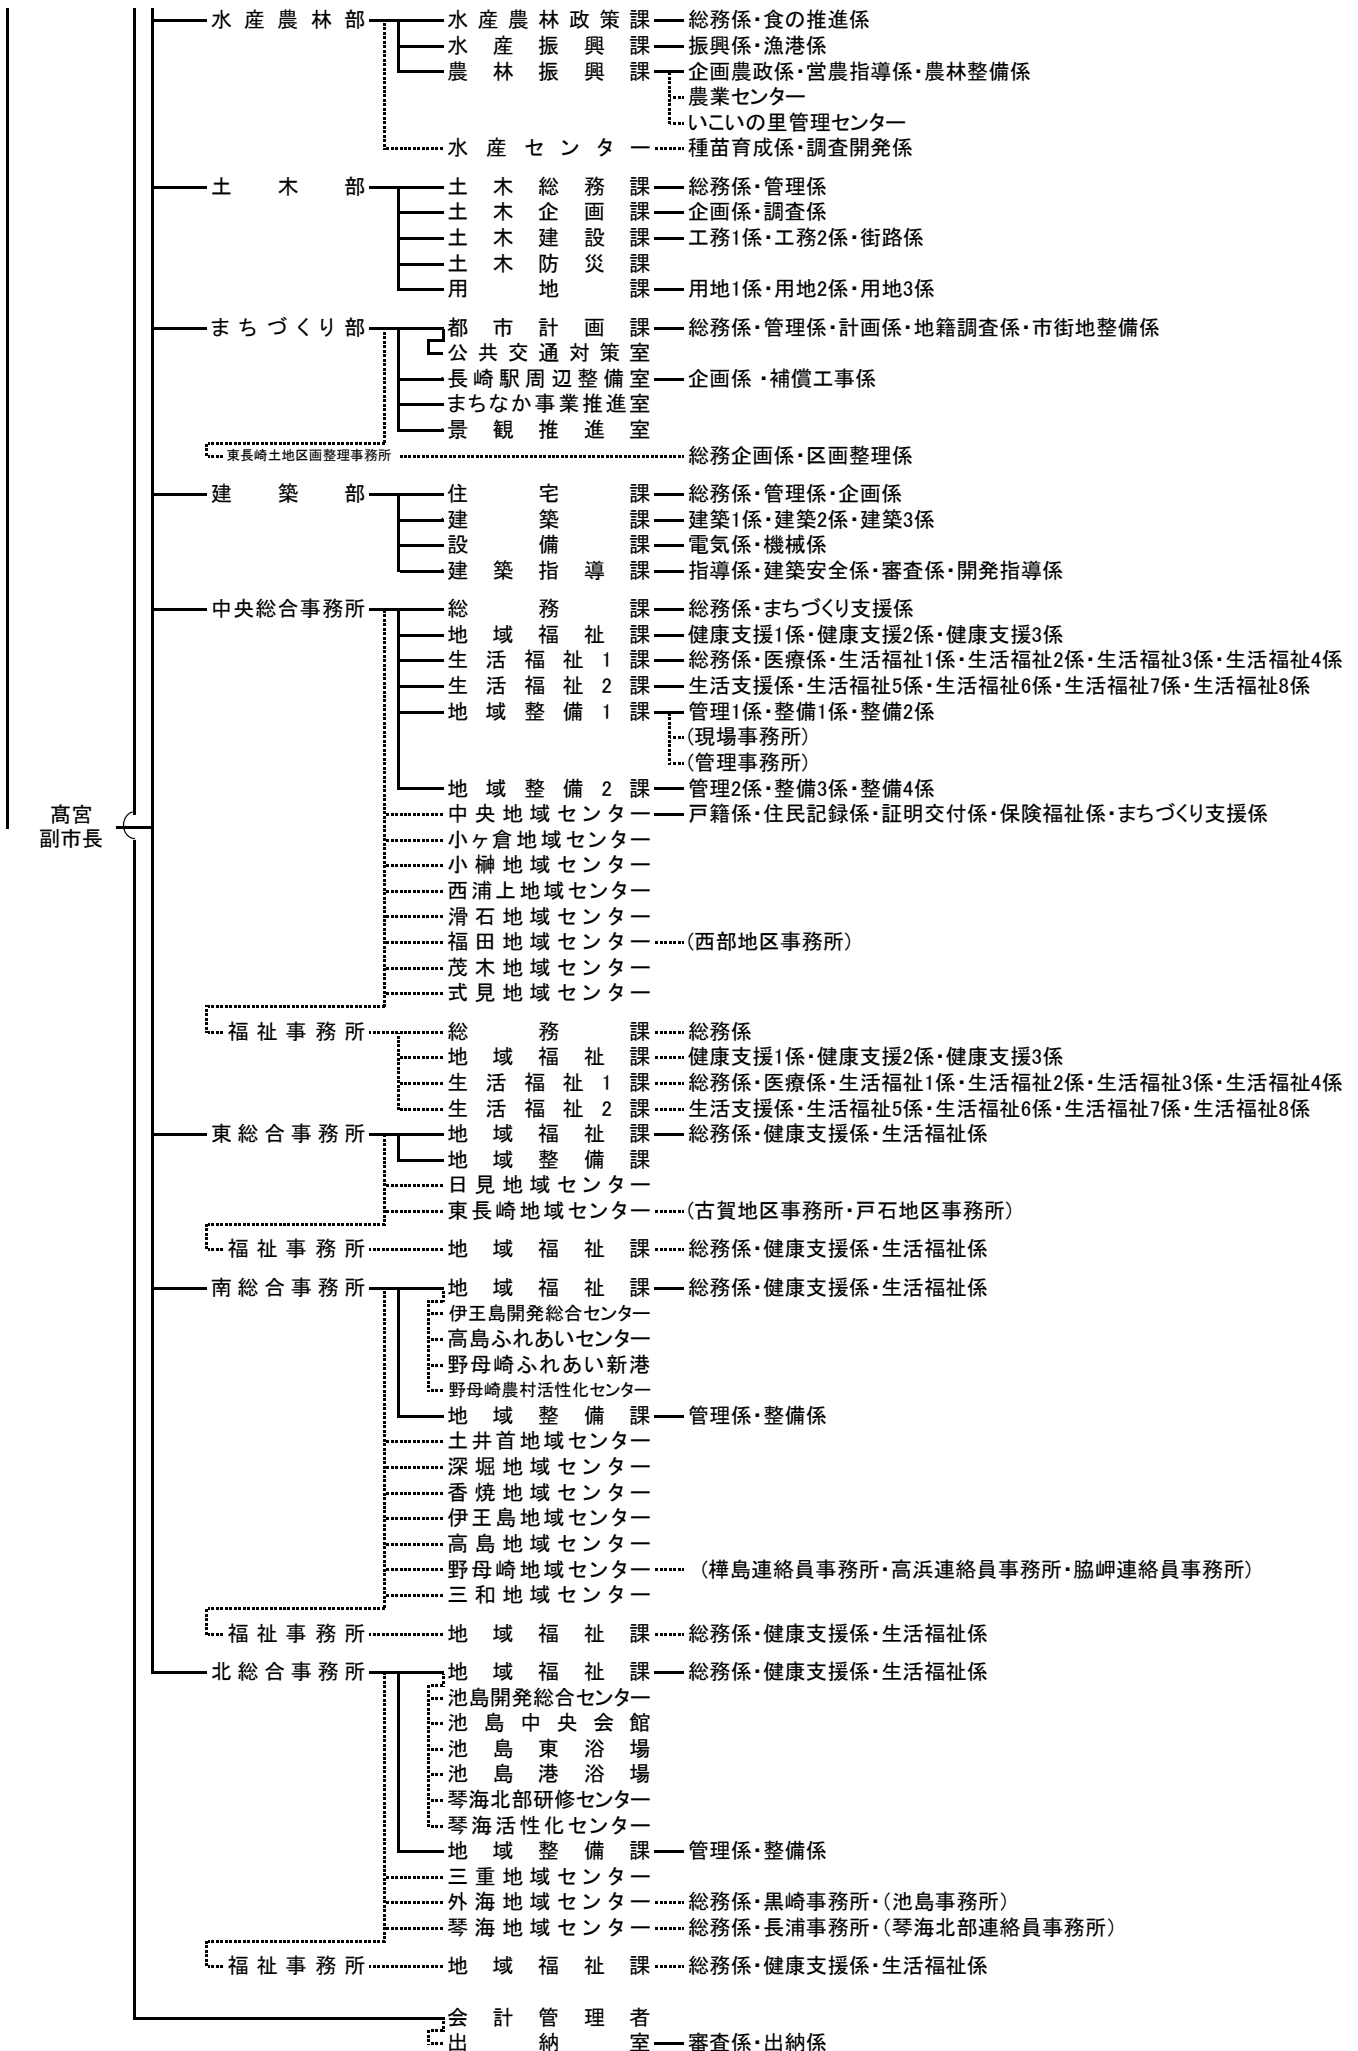 水産農林部 水産農林政策課 総務係・食の推進係
水産振興課 振興係・漁港係
農林振興課 企画農政係・営農指導係・農林整備係
農業センター
いこいの里管理センター
水産センター 種苗育成係・調査開発係
土木部 土木総務課 総務係・管理係
土木企画課 企画係・調査係
土木建設課 工務1係・工務2係・街路係
土木防災課
用地課 用地1係・用地2係・用地3係
まちづくり部 都市計画課 総務係・管理係・計画係・地籍調査係・市街地整備係
公共交通対策室
長崎駅周辺整備室 企画係・補償工事係
まちなか事業推進室
景観推進室
東長崎土地区画整理事務所 総務企画係・区画整理係
建築部 住宅課 総務係・管理係・企画係
建築課 建築1係・建築2係・建築3係
設備課 電気係・機械係
建築指導課 指導係・建築安全係・審査係・開発指導係
中央総合事務所 総務課 総務係・まちづくり支援係
地域福祉課 健康支援1係・健康支援2係・健康支援3係
生活福祉1課 総務係・医療係・生活福祉1係・生活福祉2係・生活福祉3係・生活福祉4係
生活福祉2課 生活支援係・生活福祉5係・生活福祉6係・生活福祉7係・生活福祉8係
地域整備1課 管理1係・整備1係・整備2係
(現場事務所)
(管理事務所)
地域整備2課 管理2係・整備3係・整備4係
髙宮
副市長
中央地域センター 戸籍係・住民記録係・証明交付係・保険福祉係・まちづくり支援係
小ヶ倉地域センター
小榊地域センター
西浦上地域センター
滑石地域センター
福田地域センター (西部地区事務所)
茂木地域センター
式見地域センター
福祉事務所 総務課 総務係
地域福祉課 健康支援1係・健康支援2係・健康支援3係
生活福祉1課 総務係・医療係・生活福祉1係・生活福祉2係・生活福祉3係・生活福祉4係
生活福祉2課 生活支援係・生活福祉5係・生活福祉6係・生活福祉7係・生活福祉8係
東総合事務所 地域福祉課 総務係・健康支援係・生活福祉係
地域整備課
日見地域センター
東長崎地域センター (古賀地区事務所・戸石地区事務所)
福祉事務所 地域福祉課 総務係・健康支援係・生活福祉係
南総合事務所 地域福祉課 総務係・健康支援係・生活福祉係
伊王島開発総合センター
高島ふれあいセンター
野母崎ふれあい新港
野母崎農村活性化センター
地域整備課 管理係・整備係
土井首地域センター
深堀地域センター
香焼地域センター
伊王島地域センター
高島地域センター
野母崎地域センター (樺島連絡員事務所・高浜連絡員事務所・脇岬連絡員事務所)
三和地域センター
福祉事務所 地域福祉課 総務係・健康支援係・生活福祉係
北総合事務所 地域福祉課 総務係・健康支援係・生活福祉係
池島開発総合センター
池島中央会館
池島東浴場
池島港浴場
琴海北部研修センター
琴海活性化センター
地域整備課 管理係・整備係
三重地域センター
外海地域センター 総務係・黒崎事務所・(池島事務所)
琴海地域センター 総務係・長浦事務所・(琴海北部連絡員事務所)
福祉事務所 地域福祉課 総務係・健康支援係・生活福祉係
会計管理者
出納室 審査係・出納係